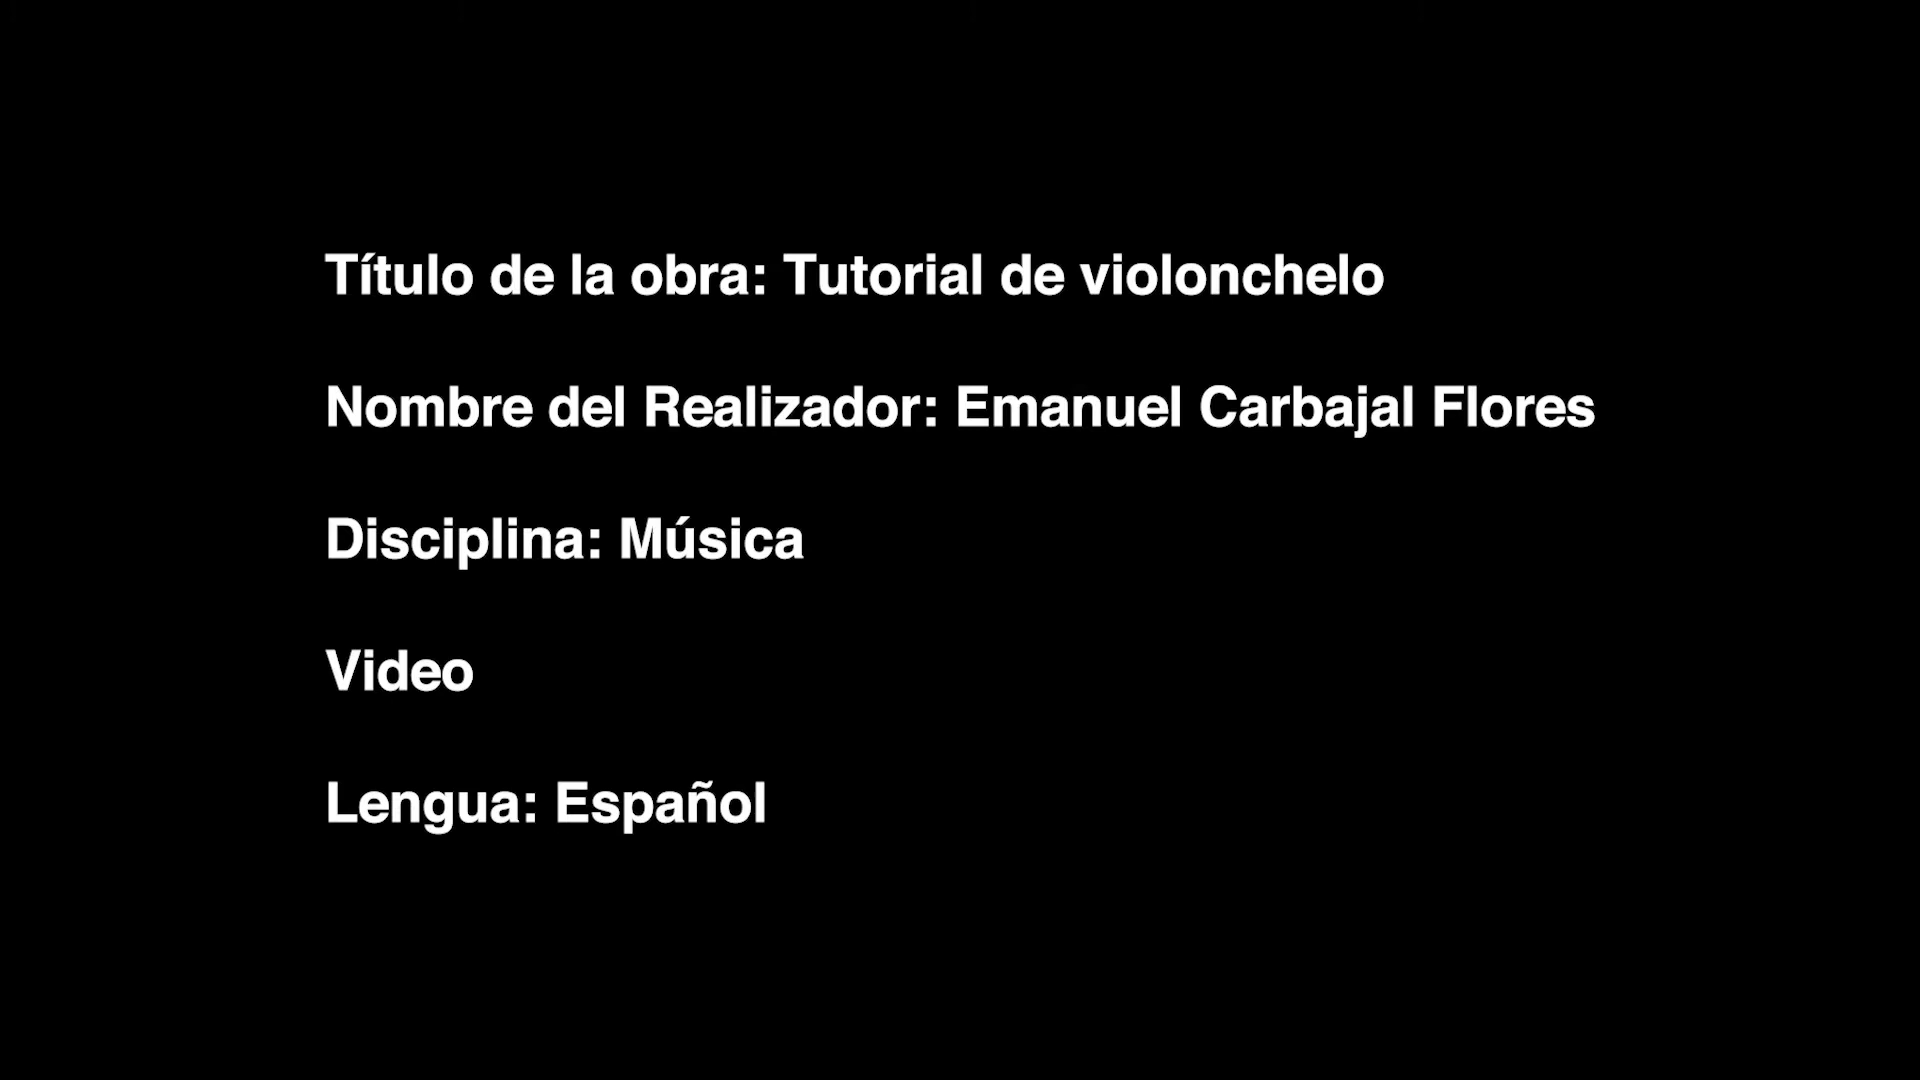 Título de la obra: Tutorial de violonchelo
Nombre del Realizador: Emanuel Carbajal Flores
Disciplina: Música
Video
Lengua: Español